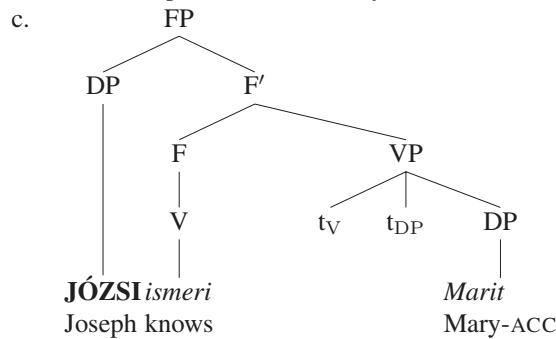 c.
FP
DP F′
F VP
V t_V t_DP DP
JÓZSI ismeri Marit
Joseph knows Mary-ACC